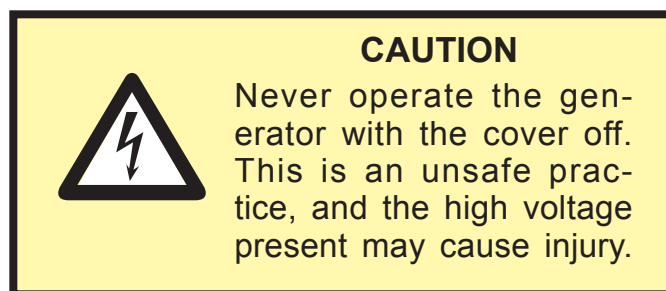 CAUTION
Never operate the gen-
erator with the cover off.
This is an unsafe prac-
tice, and the high voltage
present may cause injury.